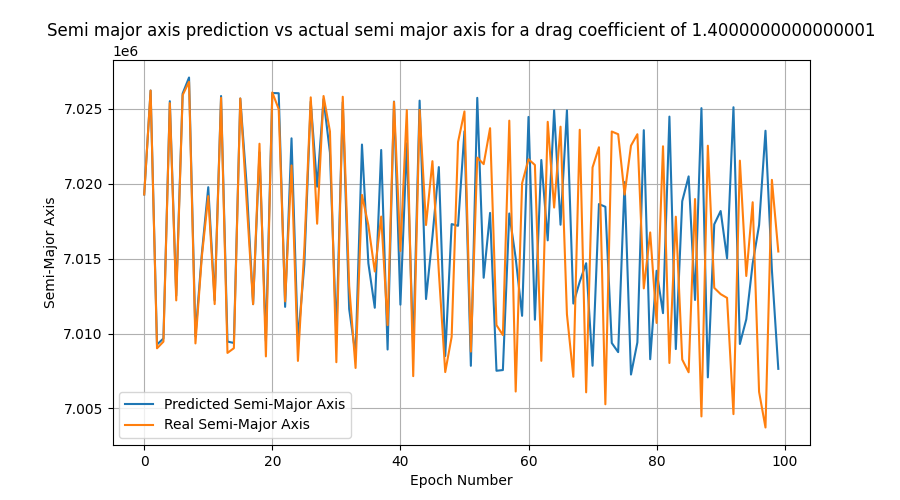 Semi major axis prediction vs actual semi major axis for a drag coefficient of 1.4000000000000001
1e6
7.025
7.020
7.015
7.010
7.005
Semi-Major Axis
Predicted Semi-Major Axis
Real Semi-Major Axis
0 20 40 60 80 100
Epoch Number